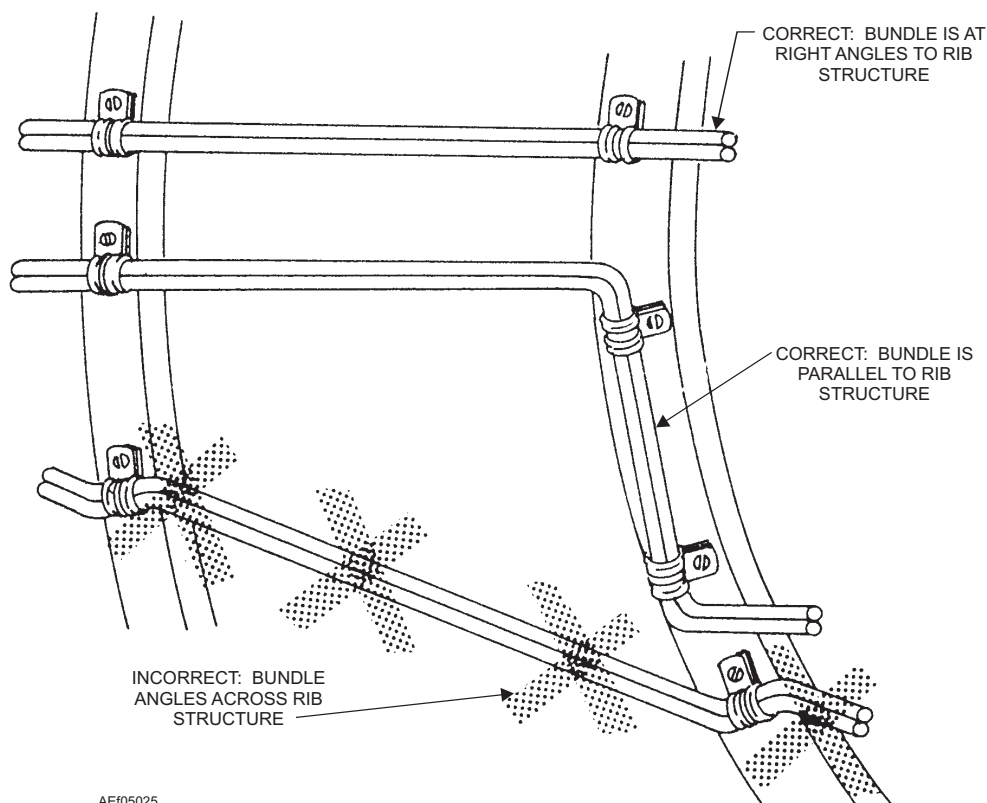 CORRECT: BUNDLE IS AT
RIGHT ANGLES TO RIB
STRUCTURE
CORRECT: BUNDLE IS
PARALLEL TO RIB
STRUCTURE
INCORRECT: BUNDLE
ANGLES ACROSS RIB
STRUCTURE
AEf05025